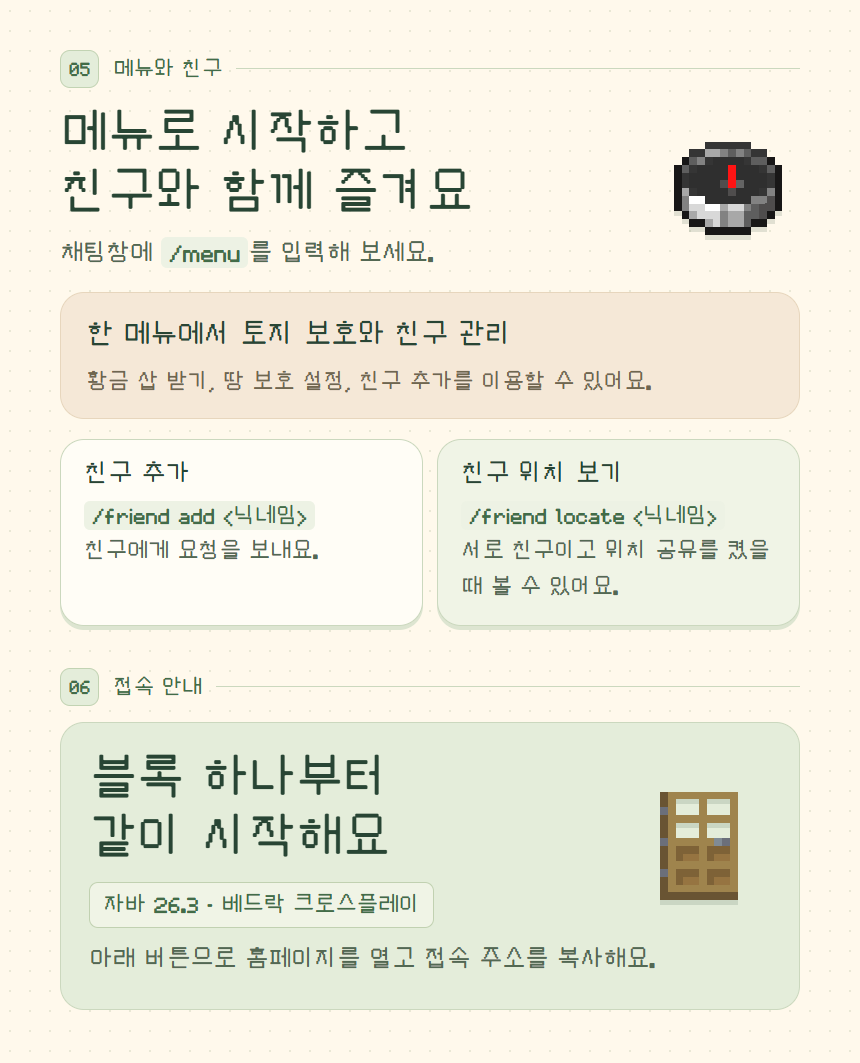 05 메뉴와 친구
메뉴로 시작하고
친구와 함께 즐겨요
채팅창에 /menu 를 입력해 보세요.
한 메뉴에서 토지 보호와 친구 관리
황금 삽 받기, 땅 보호 설정, 친구 추가를 이용할 수 있어요.
친구 추가
/friend add <닉네임>
친구에게 요청을 보내요.
친구 위치 보기
/friend locate <닉네임>
서로 친구이고 위치 공유를 켰을
때 볼 수 있어요.
06 접속 안내
블록 하나부터
같이 시작해요
자바 26.3 · 베드락 크로스플레이
아래 버튼으로 홈페이지를 열고 접속 주소를 복사해요.